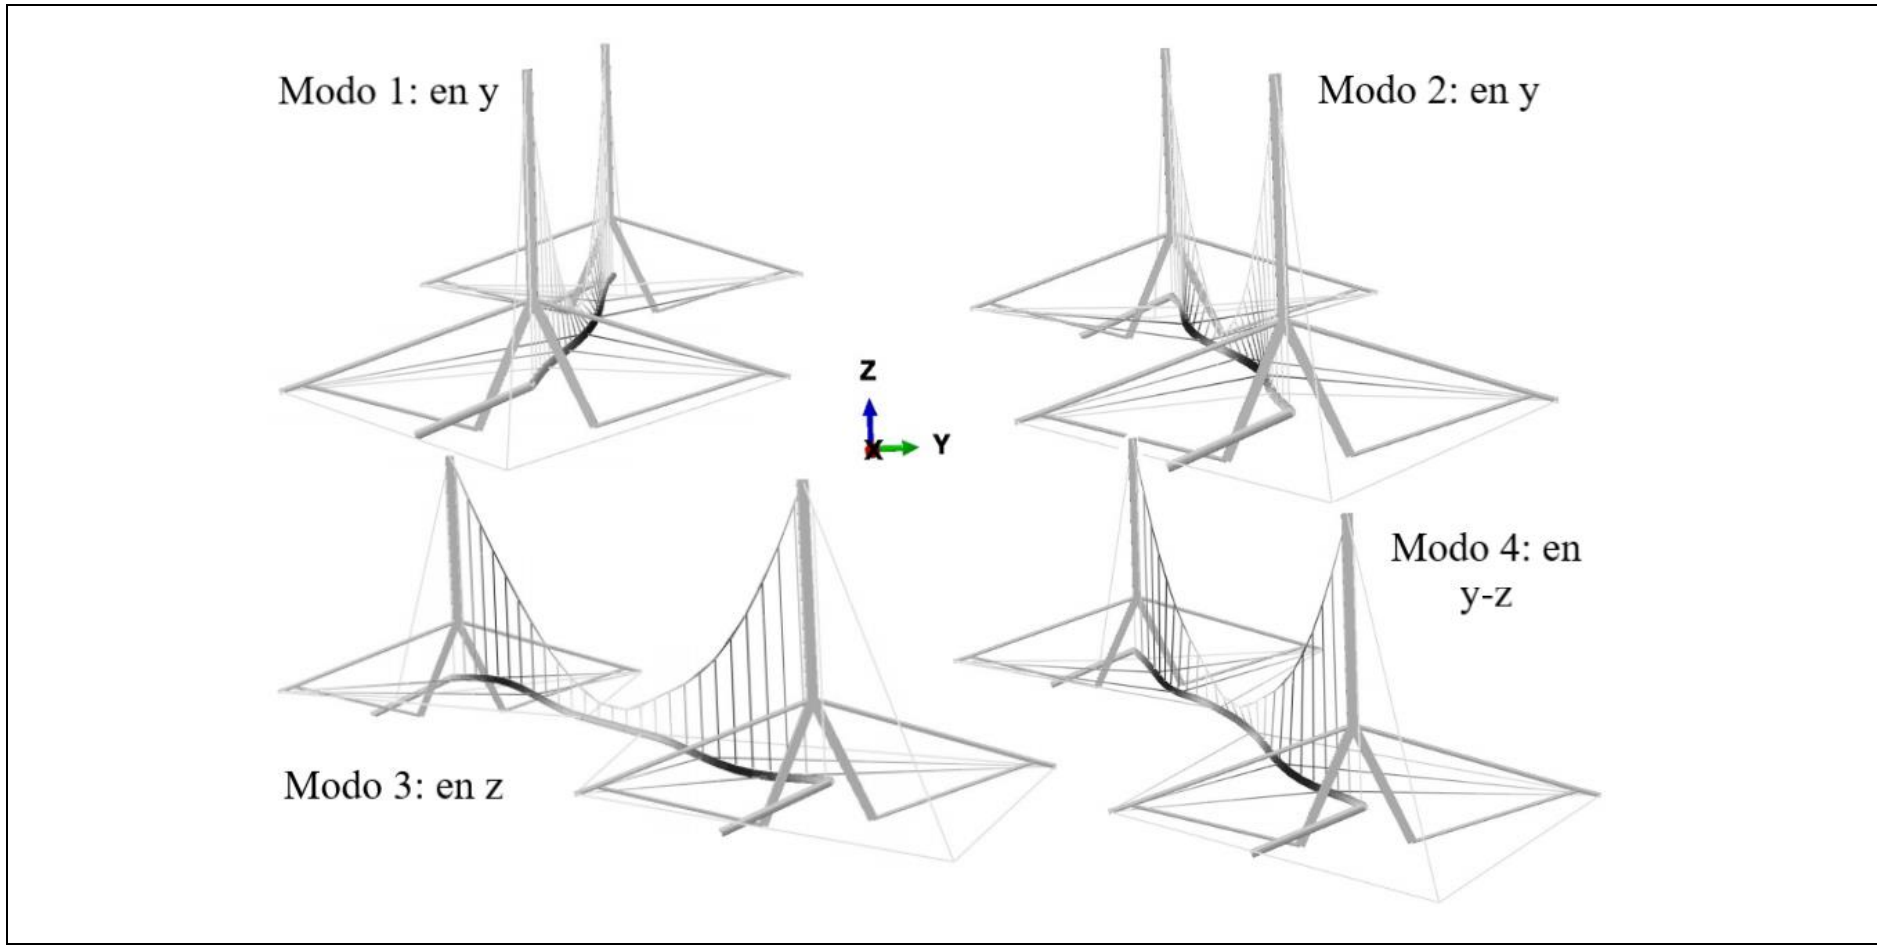 Modo 1: en y
Modo 2: en y
Z
X
Y
Modo 3: en z
Modo 4: en
y-z